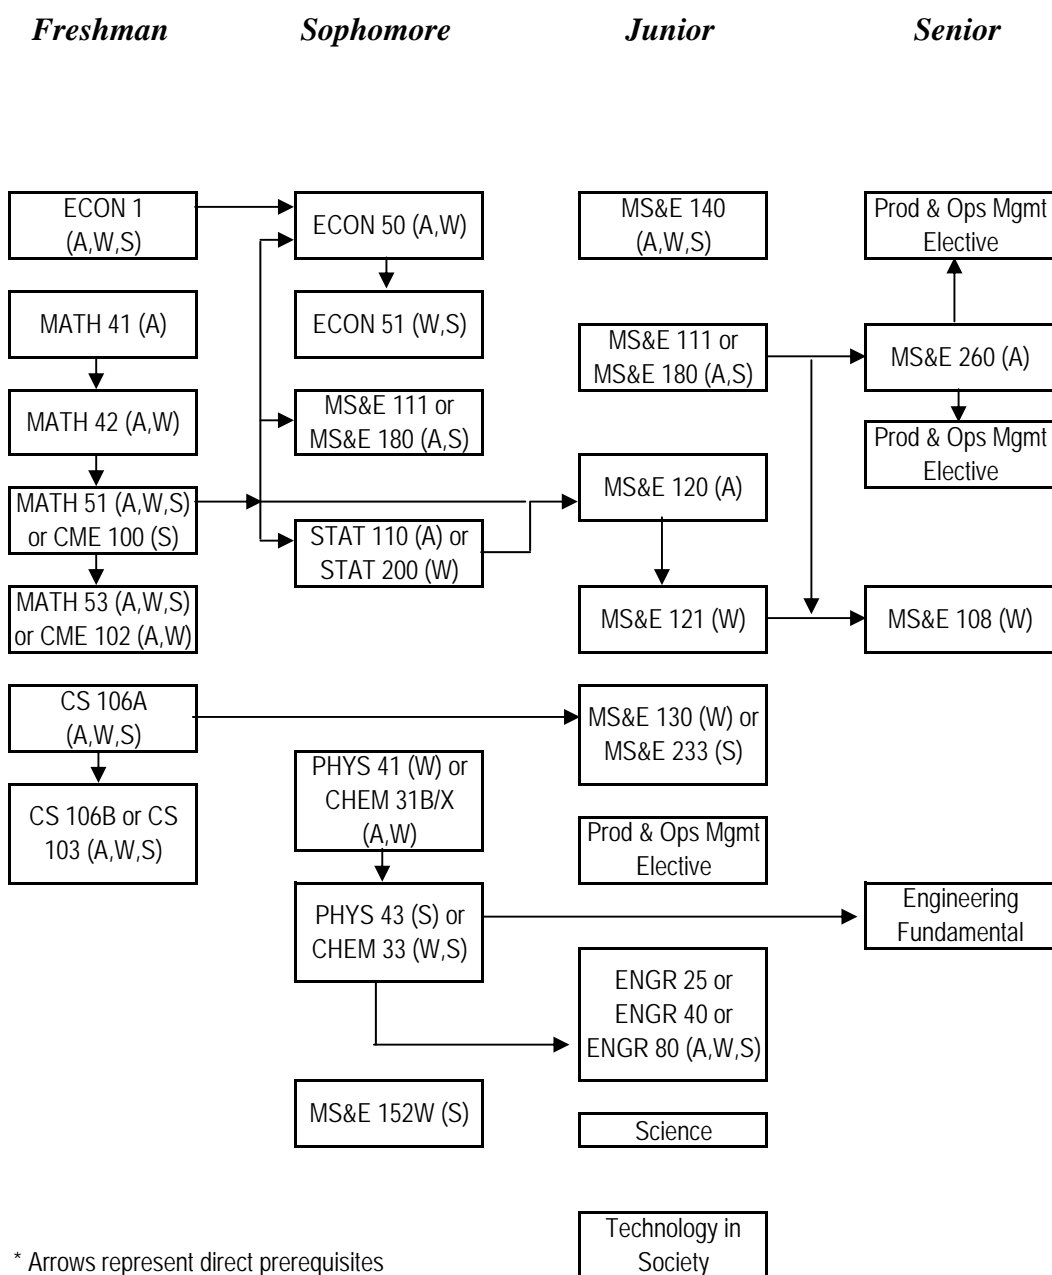 Freshman
Sophomore
Junior
Senior
ECON 1
(A,W,S)
MATH 41 (A)
MATH 42 (A,W)
MATH 51 (A,W,S)
or CME 100 (S)
MATH 53 (A,W,S)
or CME 102 (A,W)
CS 106A
(A,W,S)
CS 106B or CS
103 (A,W,S)
ECON 50 (A,W)
ECON 51 (W,S)
MS&E 111 or
MS&E 180 (A,S)
STAT 110 (A) or
STAT 200 (W)
PHYS 41 (W) or
CHEM 31B/X
(A,W)
PHYS 43 (S) or
CHEM 33 (W,S)
MS&E 152W (S)
MS&E 140
(A,W,S)
MS&E 111 or
MS&E 180 (A,S)
MS&E 120 (A)
MS&E 121 (W)
MS&E 130 (W) or
MS&E 233 (S)
Prod & Ops Mgmt
Elective
ENGR 25 or
ENGR 40 or
ENGR 80 (A,W,S)
Science
Technology in
Society
Prod & Ops Mgmt
Elective
MS&E 260 (A)
Prod & Ops Mgmt
Elective
MS&E 108 (W)
Engineering
Fundamental
* Arrows represent direct prerequisites